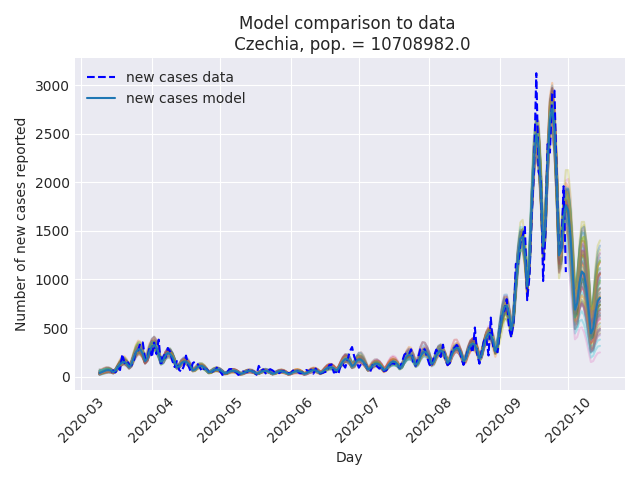 Model comparison to data
Czechia, pop. = 10708982.0
new cases data
new cases model
Number of new cases reported
3000
2500
2000
1500
1000
500
0
2020-03
2020-04
2020-05
2020-06
2020-07
2020-08
2020-09
2020-10
Day